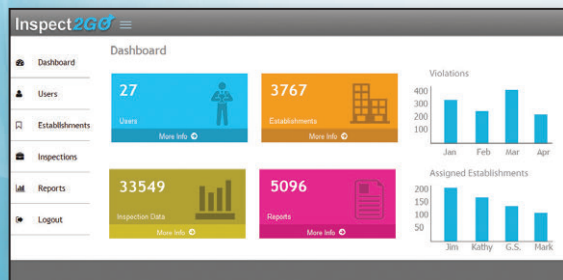 Inspect2GO
Dashboard
Users
Establishments
Inspections
Reports
Logout
Dashboard
27
Users
More Info
3767
Establishments
More Info
33549
Inspection Data
More Info
5096
Reports
More Info
Violations
400
300
200
100
Jan Feb Mar Apr
Assigned Establishments
200
150
100
50
Jim Kathy G.S. Mark